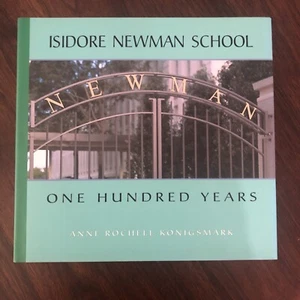 ISIDORE NEWMAN SCHOOL
NEWMAN
ONE HUNDRED YEARS
ANNE ROCHELL KONIGSMARK